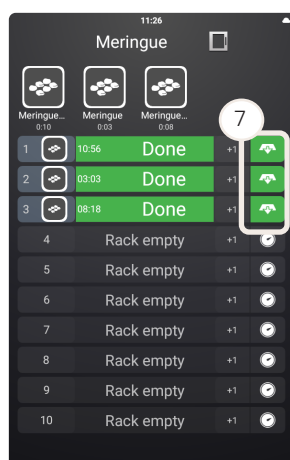 11:26
Meringue
Meringue... Meringue Meringue...
0:10 0:03 0:08
7
1 10:56 Done +1
2 03:03 Done +1
3 08:18 Done +1
4 Rack empty +1
5 Rack empty +1
6 Rack empty +1
7 Rack empty +1
8 Rack empty +1
9 Rack empty +1
10 Rack empty +1